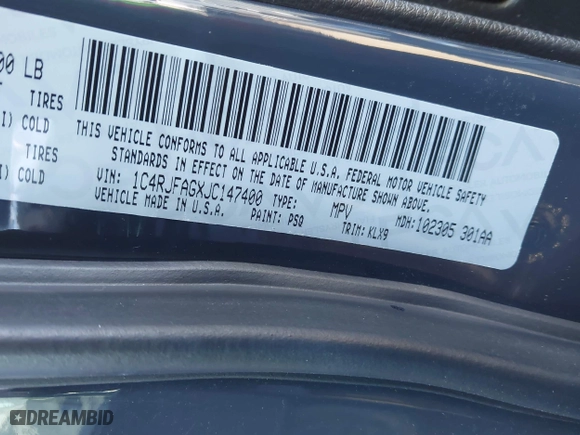 00 LB
TIRES
I) COLD
TIRES
I) COLD
THIS VEHICLE CONFORMS TO ALL APPLICABLE U.S.A. FEDERAL MOTOR VEHICLE SAFETY
STANDARDS IN EFFECT ON THE DATE OF MANUFACTURE SHOWN ABOVE.
VIN: 1C4RJFAGXJC147400 TYPE: MPV MDH:102305 301AA
VEHICLE MADE IN U.S.A. PAINT: PSQ TRIM: KLX9
DREAMBID